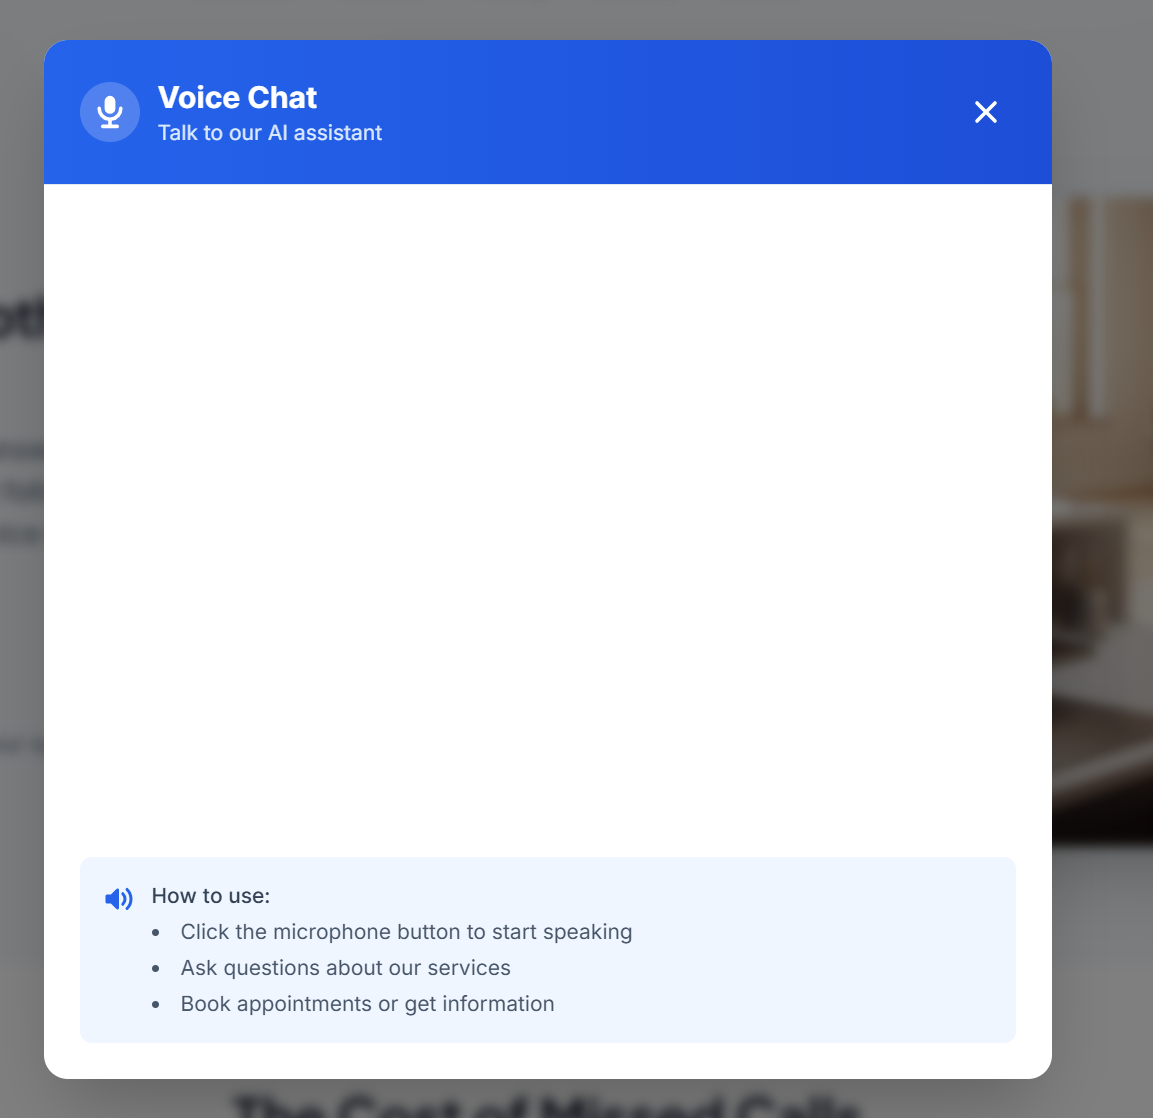 Voice Chat
Talk to our AI assistant
How to use:
Click the microphone button to start speaking
Ask questions about our services
Book appointments or get information
The Cost of Missed Calls